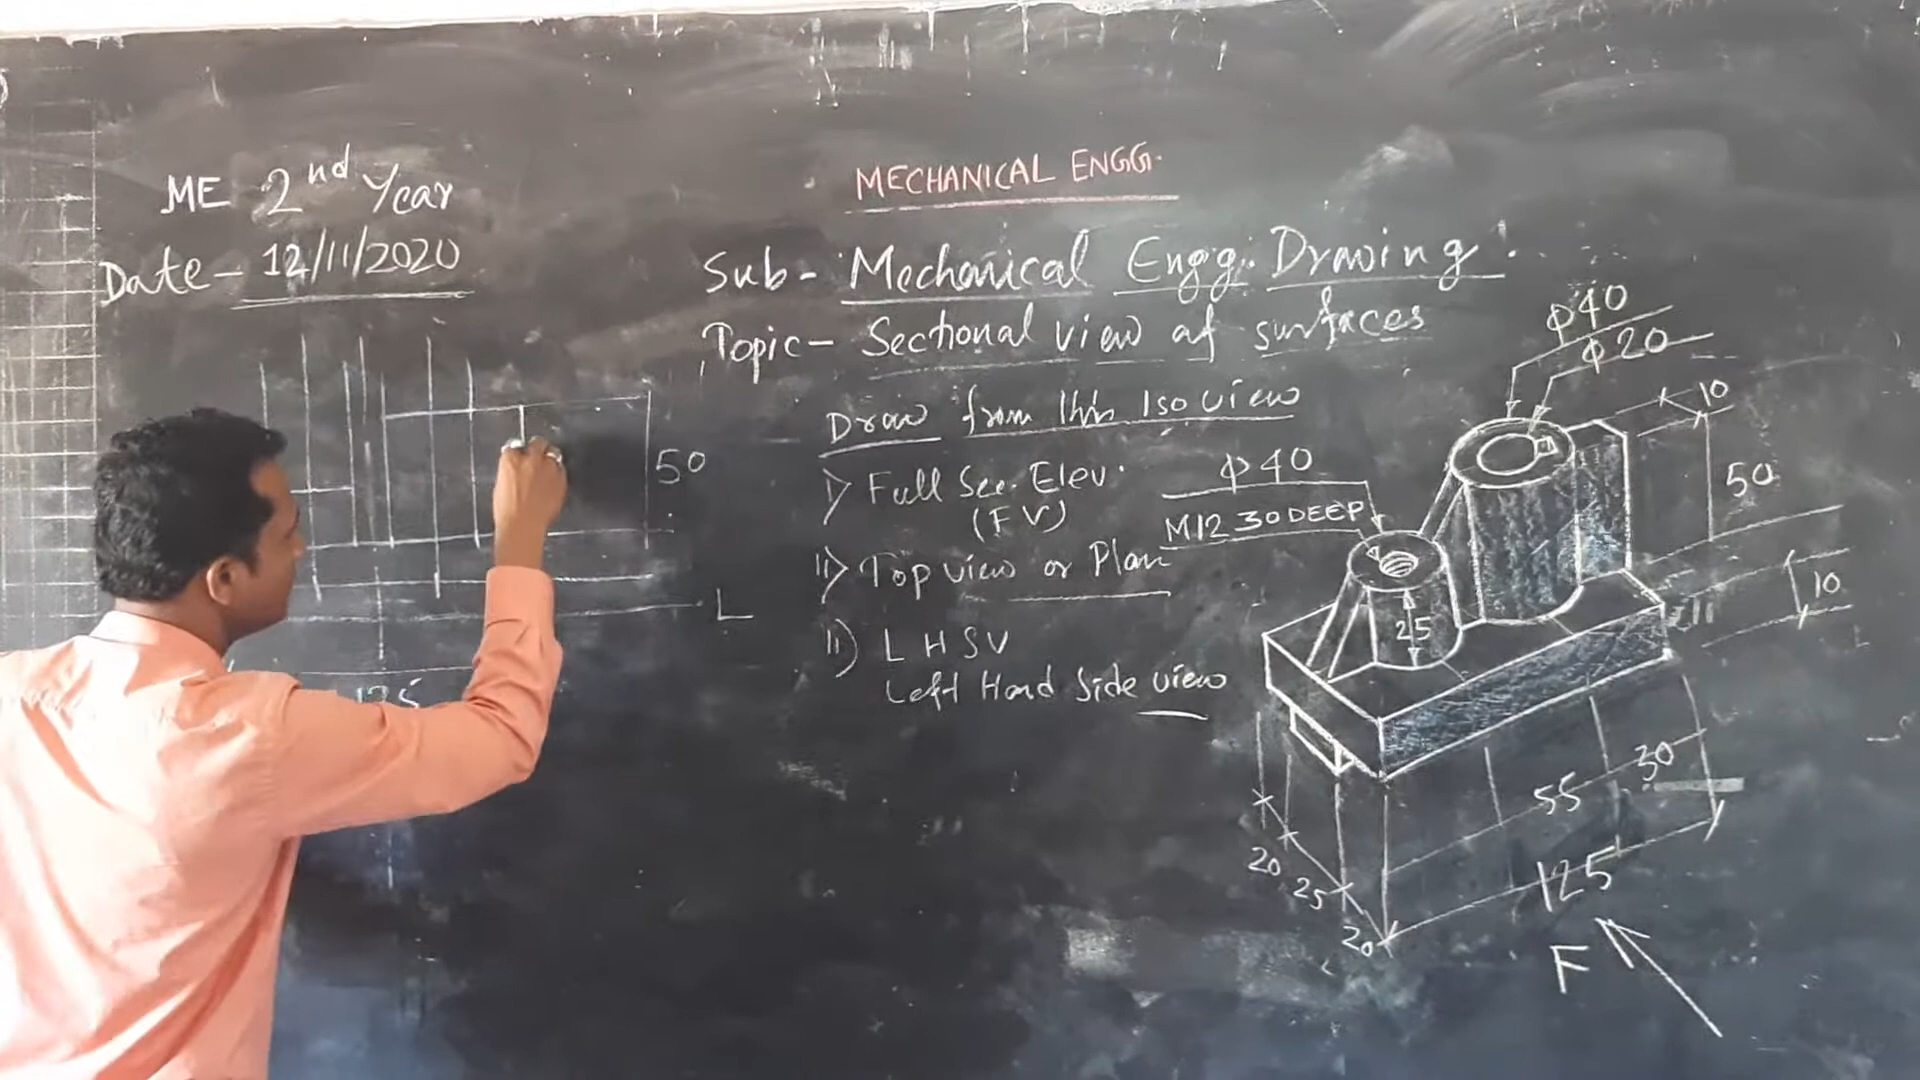 ME 2nd Year
Date - 12/11/2020
MECHANICAL ENGG.
Sub- Mechanical Engg. Drawing.
Topic- Sectional view of surfaces
Draw from this Iso view
i) Full Sec. Elev.
(FV)
ii) Top view or Plan
iii) LHSV
Left Hand Side view
50
L
125
φ40
φ20
10
50
φ40
M12 30 DEEP
25
10
30
55
125
20
25
20
F